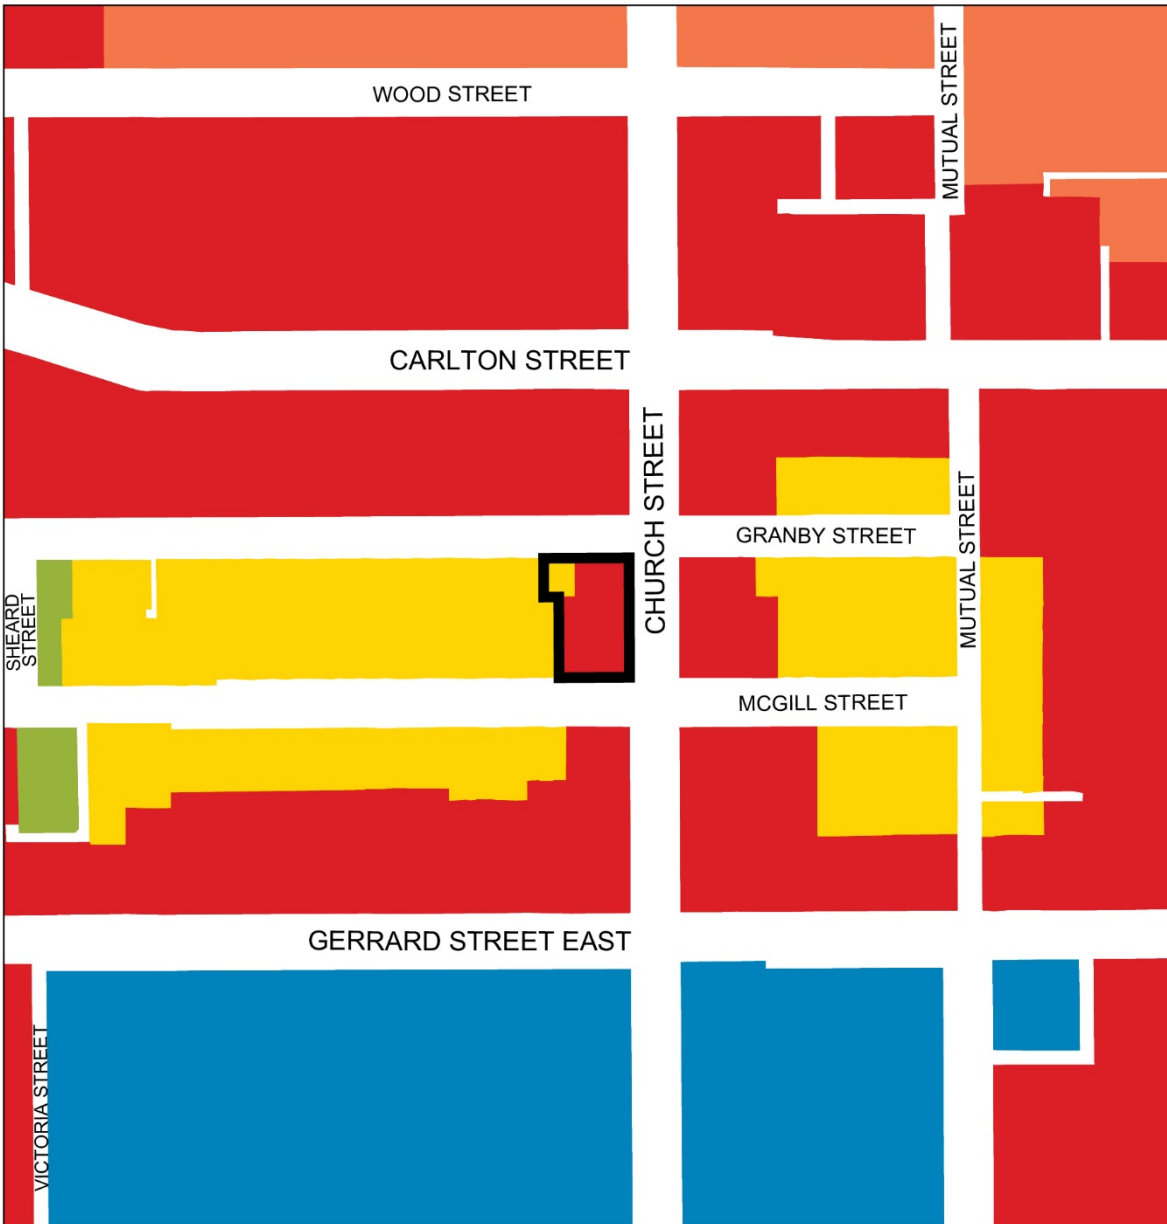 WOOD STREET
MUTUAL STREET
CARLTON STREET
CHURCH STREET
GRANBY STREET
MUTUAL STREET
SHEARD
STREET
MCGILL STREET
GERRARD STREET EAST
VICTORIA STREET